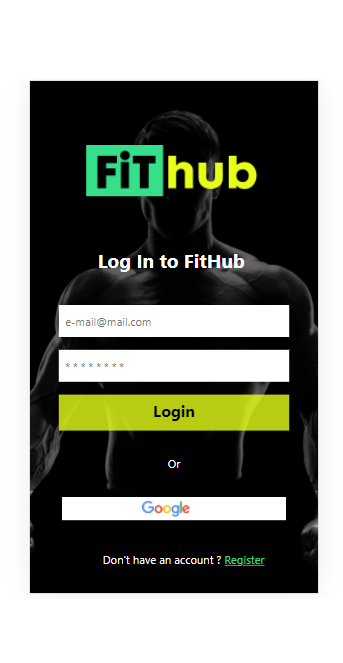 FiT hub
Log In to FitHub
e-mail@mail.com
* * * * * * * *
Login
Or
Google
Don't have an account ? Register